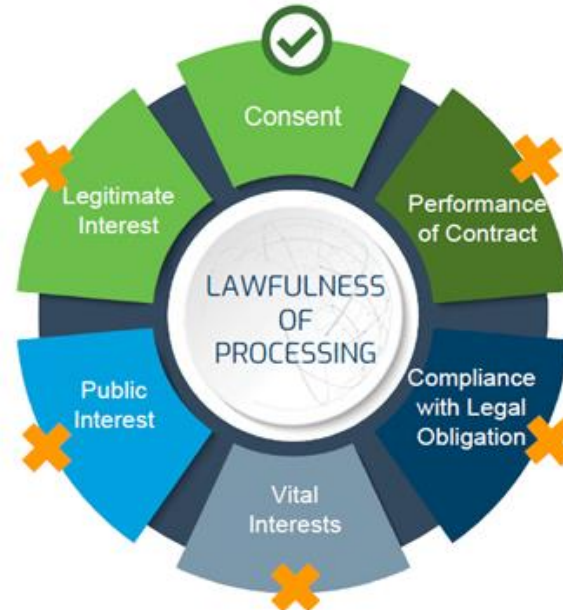 Consent
Legitimate
Interest
Performance
of Contract
LAWFULNESS
OF
PROCESSING
Public
Interest
Compliance
with Legal
Obligation
Vital
Interests